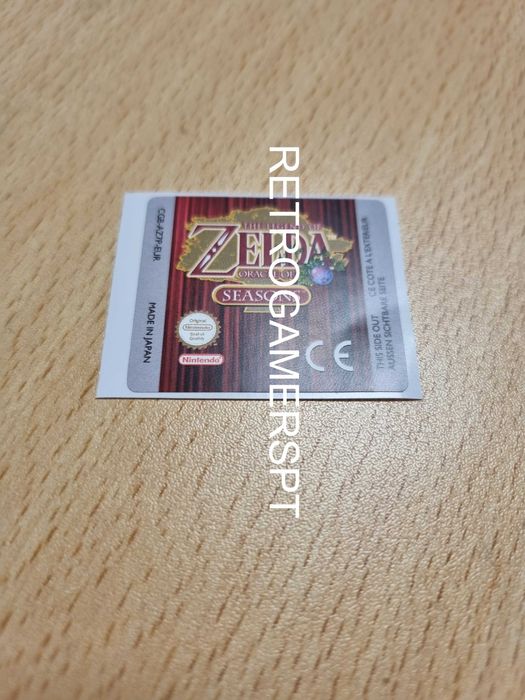 RETROGAMERSPT
THIS SIDE OUT CE COTE A L'EXTERIEUR
AUSSEN SICHTBARE SEITE
THE LEGEND OF
ZELDA
ORACLE OF
SEASONS
Original
Nintendo
Seal of
Quality
Nintendo
CE
CGB-AZ7P-EUR MADE IN JAPAN